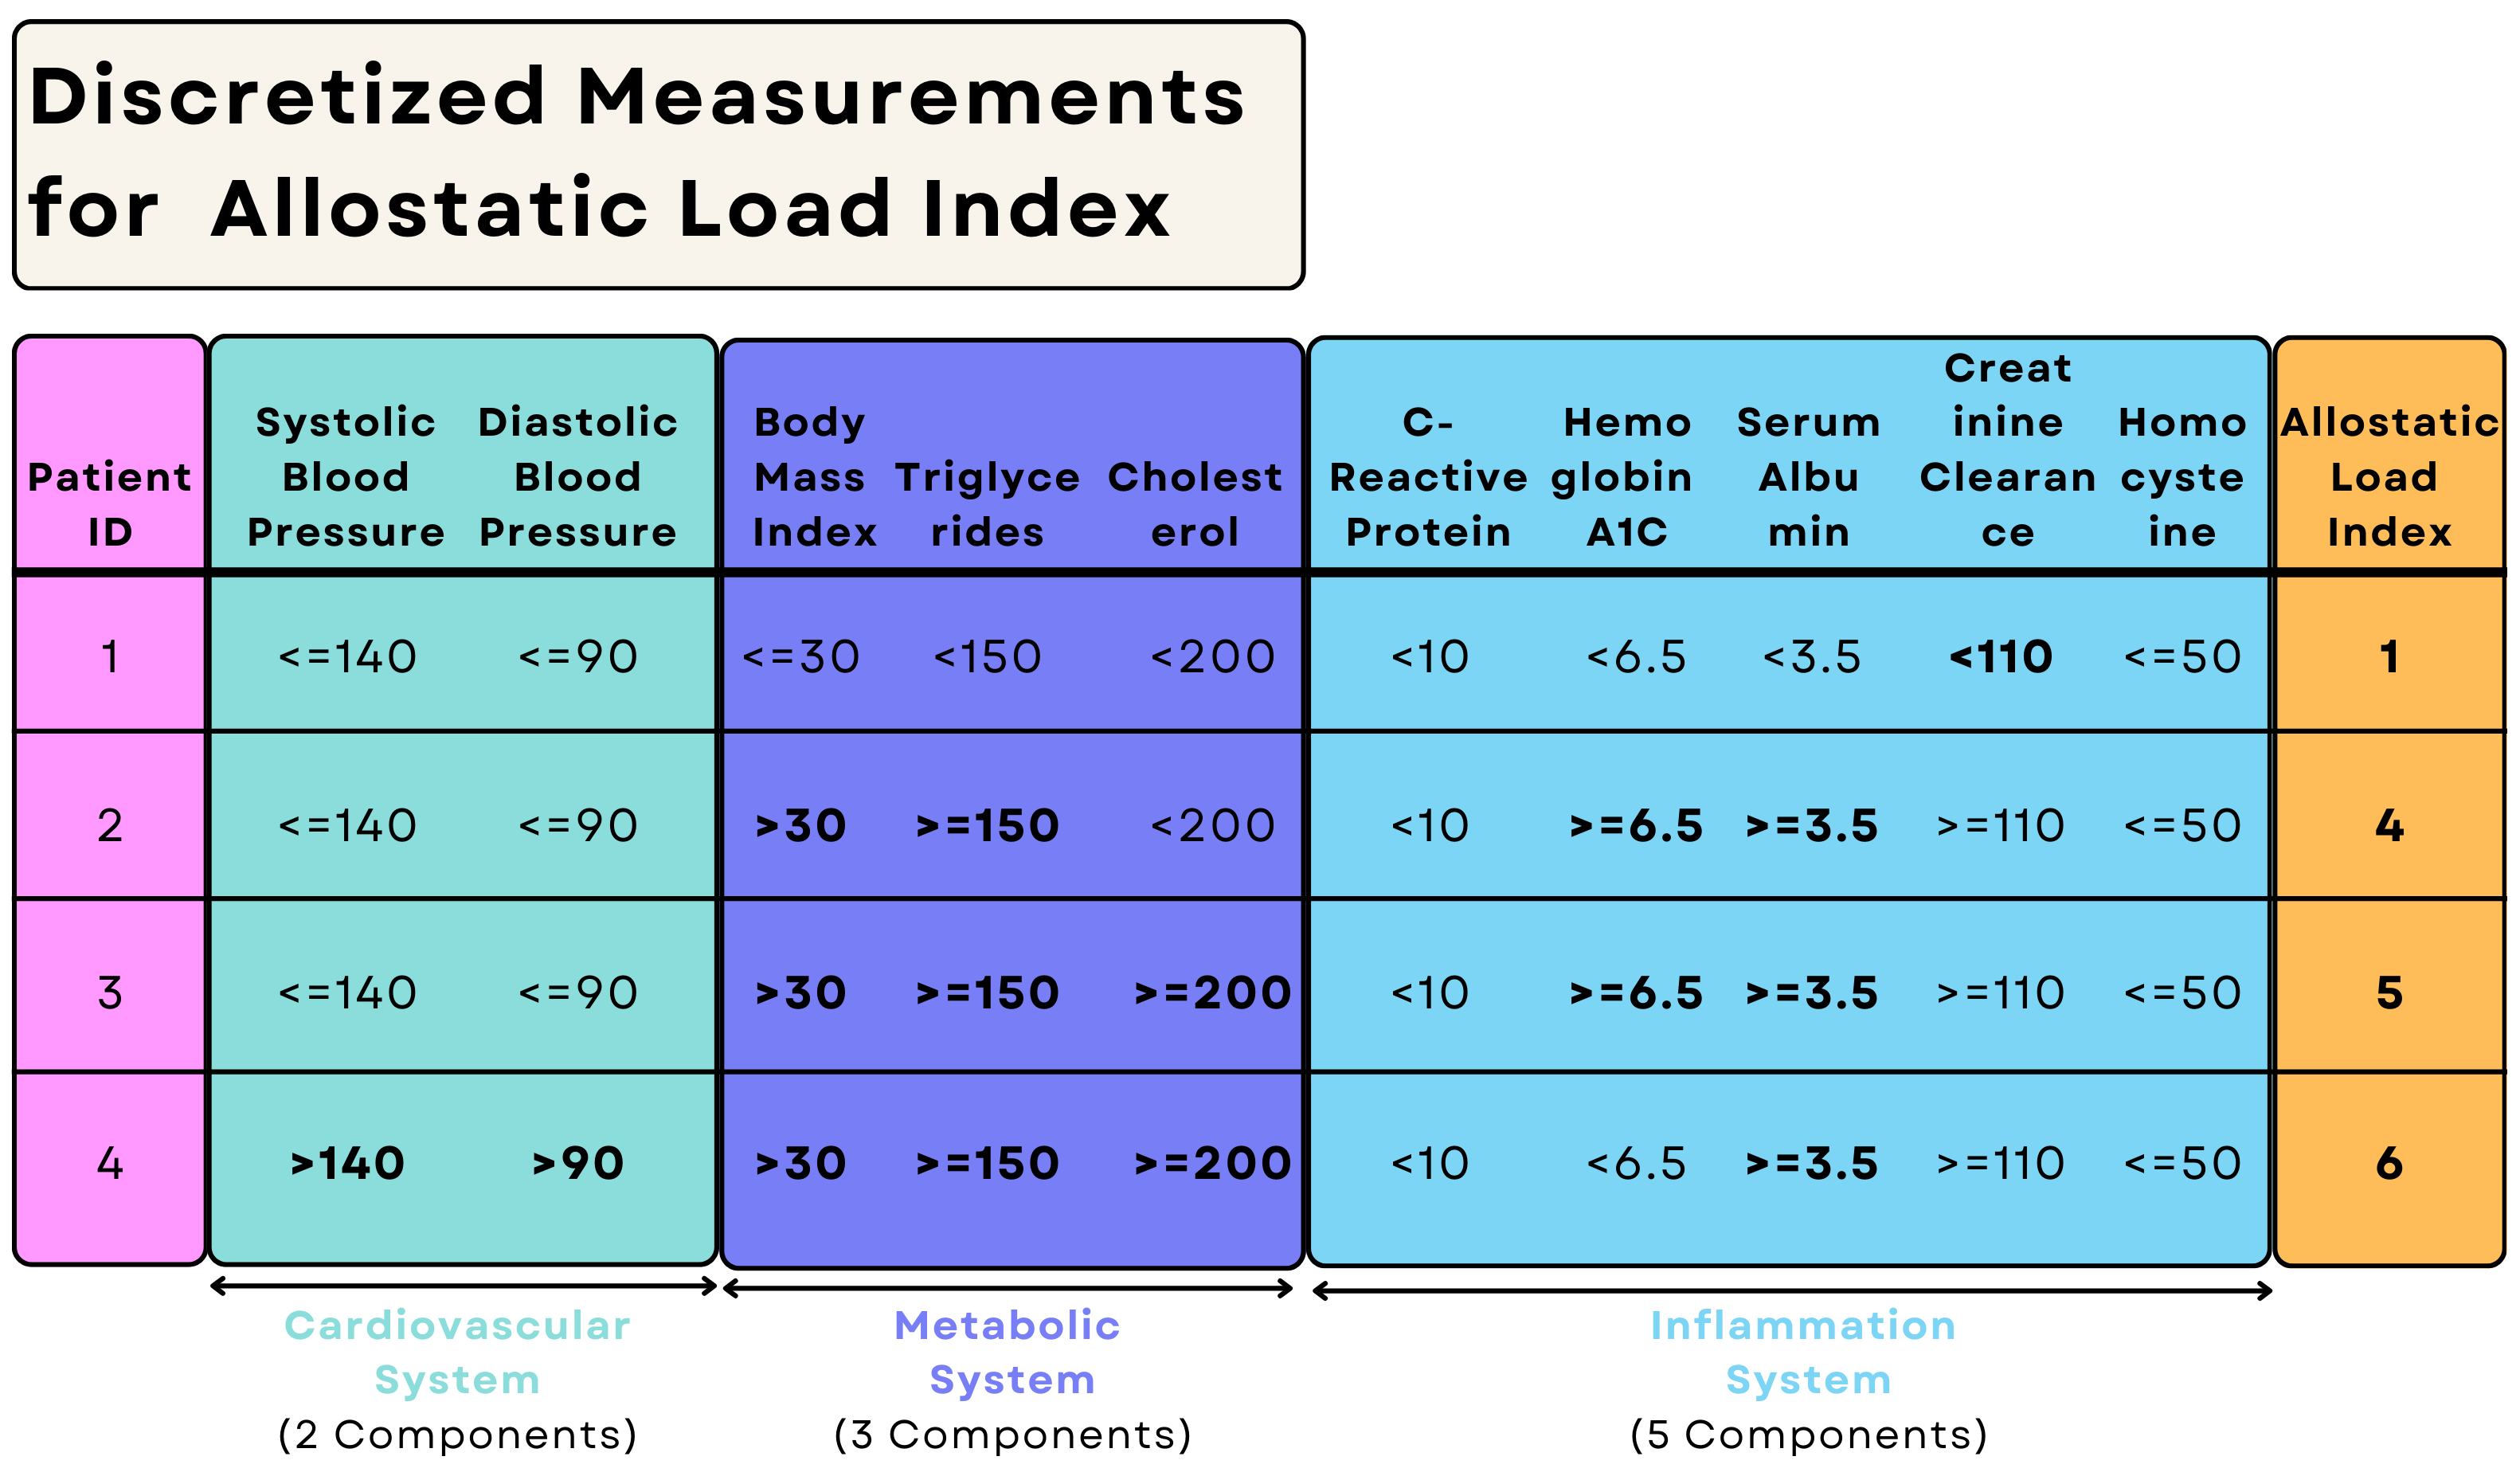 Discretized Measurements
for Allostatic Load Index
Patient
ID
Systolic
Blood
Pressure
Diastolic
Blood
Pressure
Body
Mass
Index
Triglyce
rides
Cholest
erol
C-
Reactive
Protein
Hemo
globin
A1C
Serum
Albu
min
Creat
inine
Clearan
ce
Homo
cyste
ine
Allostatic
Load
Index
1 <=140 <=90 <=30 <150 <200 <10 <6.5 <3.5 <110 <=50 1
2 <=140 <=90 >30 >=150 <200 <10 >=6.5 >=3.5 >=110 <=50 4
3 <=140 <=90 >30 >=150 >=200 <10 >=6.5 >=3.5 >=110 <=50 5
4 >140 >90 >30 >=150 >=200 <10 <6.5 >=3.5 >=110 <=50 6
Cardiovascular
System
(2 Components)
Metabolic
System
(3 Components)
Inflammation
System
(5 Components)